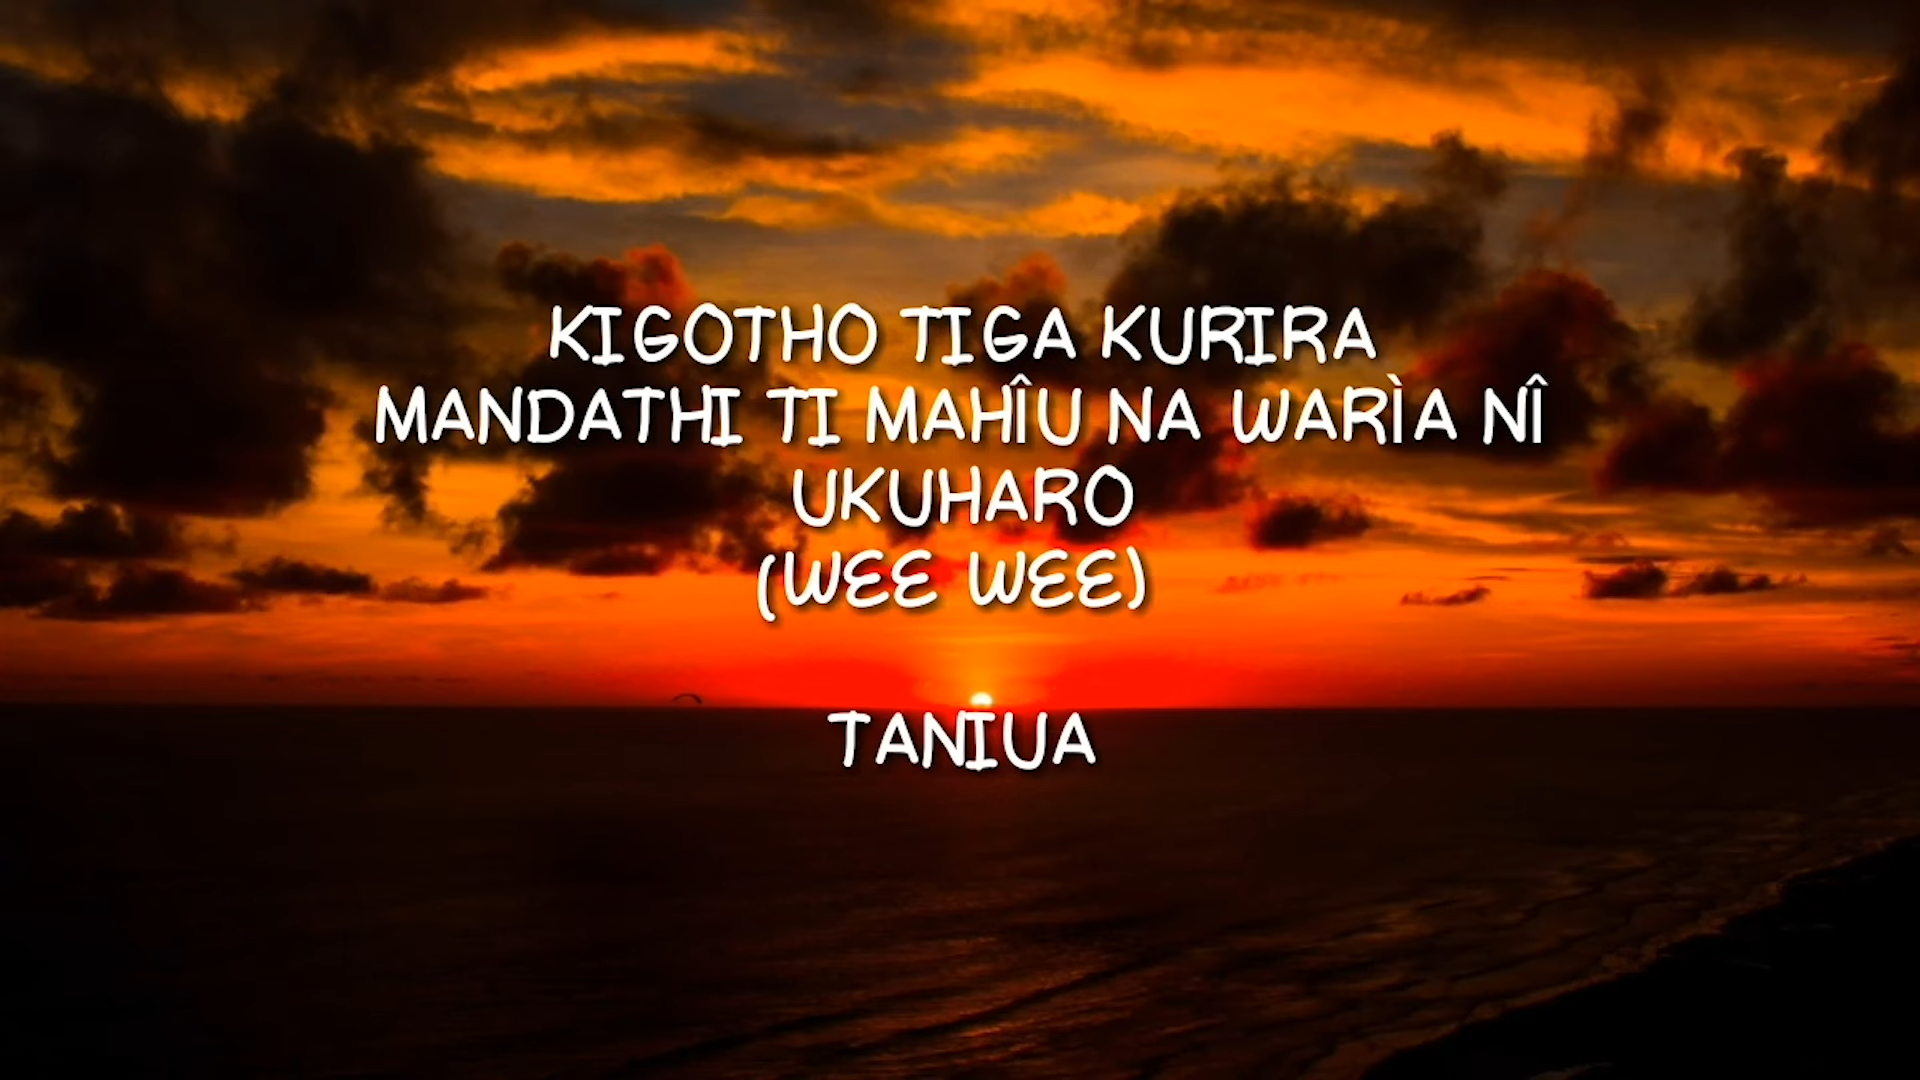 KIGOTHO TIGA KURIRA
MANDATHI TI MAHÎU NA WARÌA NÎ
UKUHARO
(WEE WEE)
TANIUA